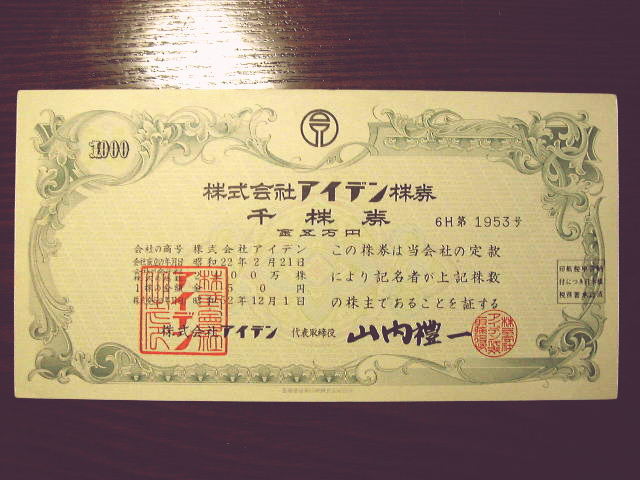 1000
株式会社アイデン株券
千株券
金五万円
6H第1953号
会社の商号 株式会社アイデン
昭和22年2月21日
00万株
50円
昭和52年12月1日
この株券は当会社の定款
により記名者が上記株数
の株主であることを証する
株式会社アイデン 代表取締役 山内禮一